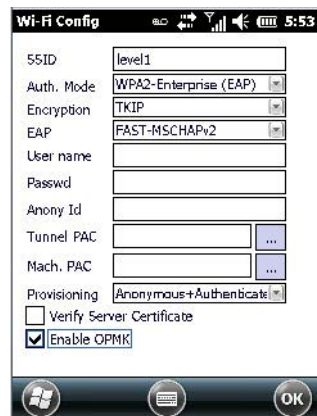 Wi-Fi Config 5:53
SSID level1
Auth. Mode WPA2-Enterprise (EAP)
Encryption TKIP
EAP FAST-MSCHAPv2
User name
Passwd
Anony Id
Tunnel PAC ...
Mach. PAC ...
Provisioning Anonymous+Authenticate
Verify Server Certificate
Enable OPMK
OK